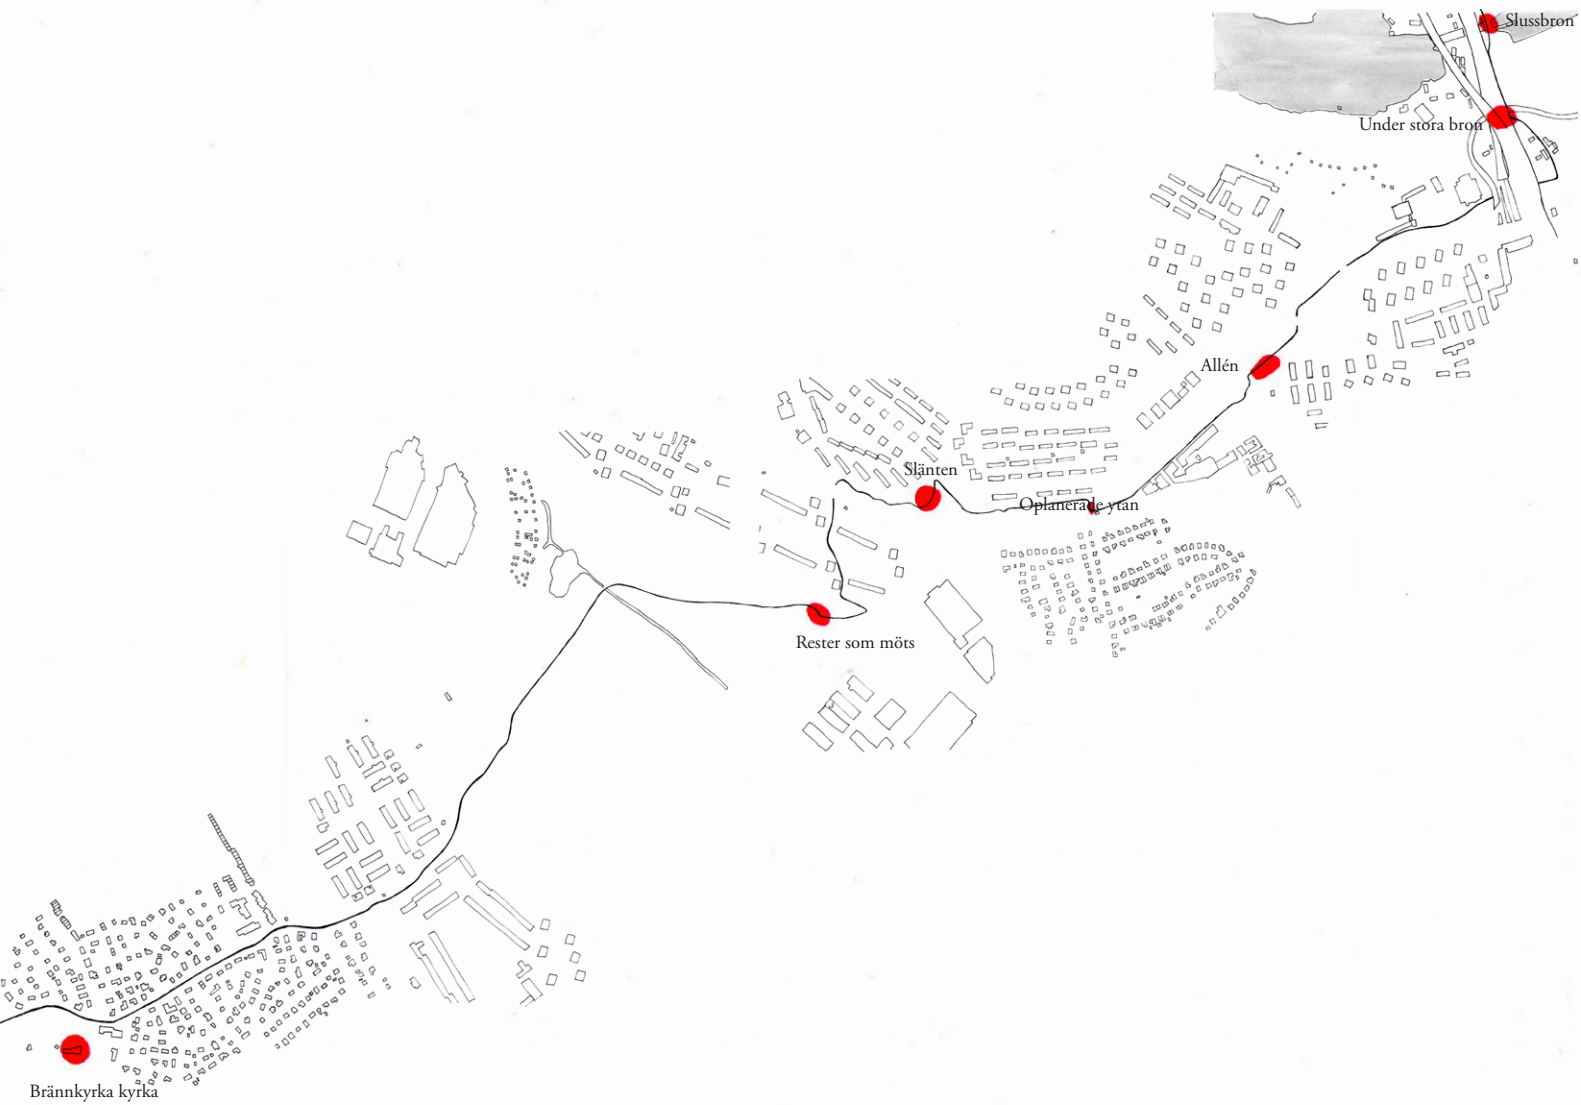 Slussbron
Under stora bron
Allén
Slänten
Oplanerade ytan
Rester som möts
Brännkyrka kyrka